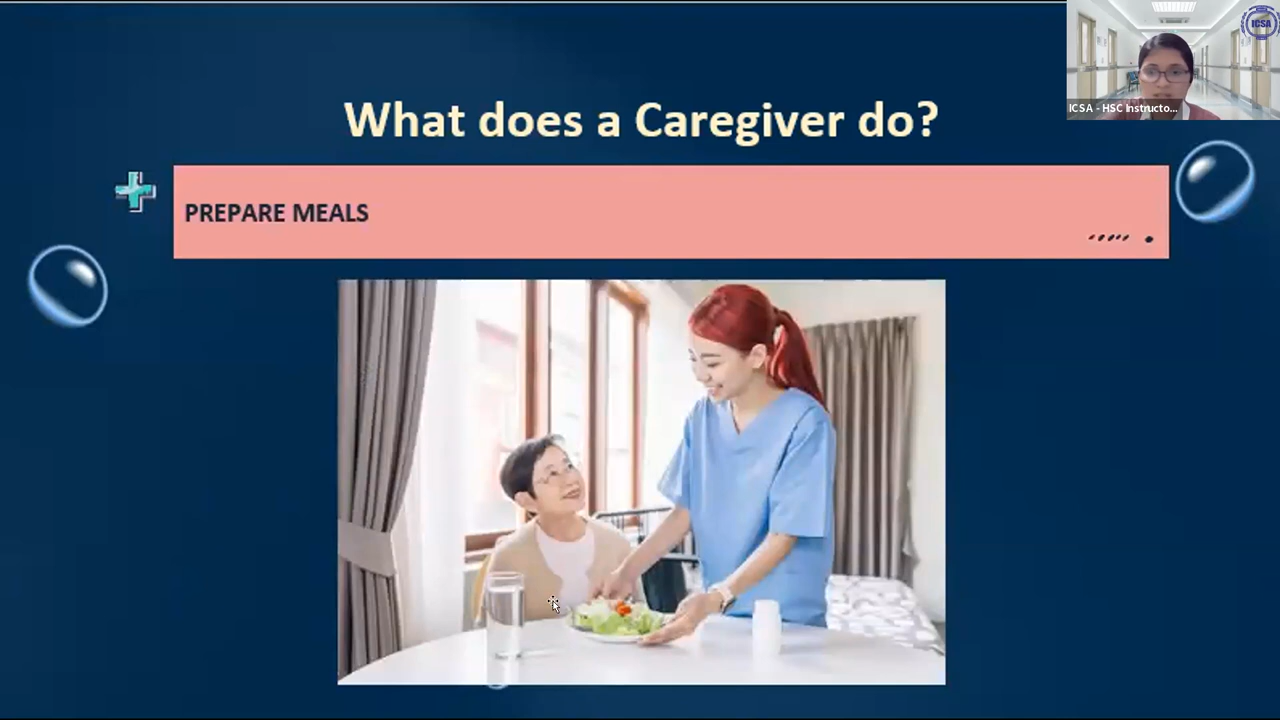 What does a Caregiver do?
PREPARE MEALS
ICSA
ICSA - HSC Instructo...